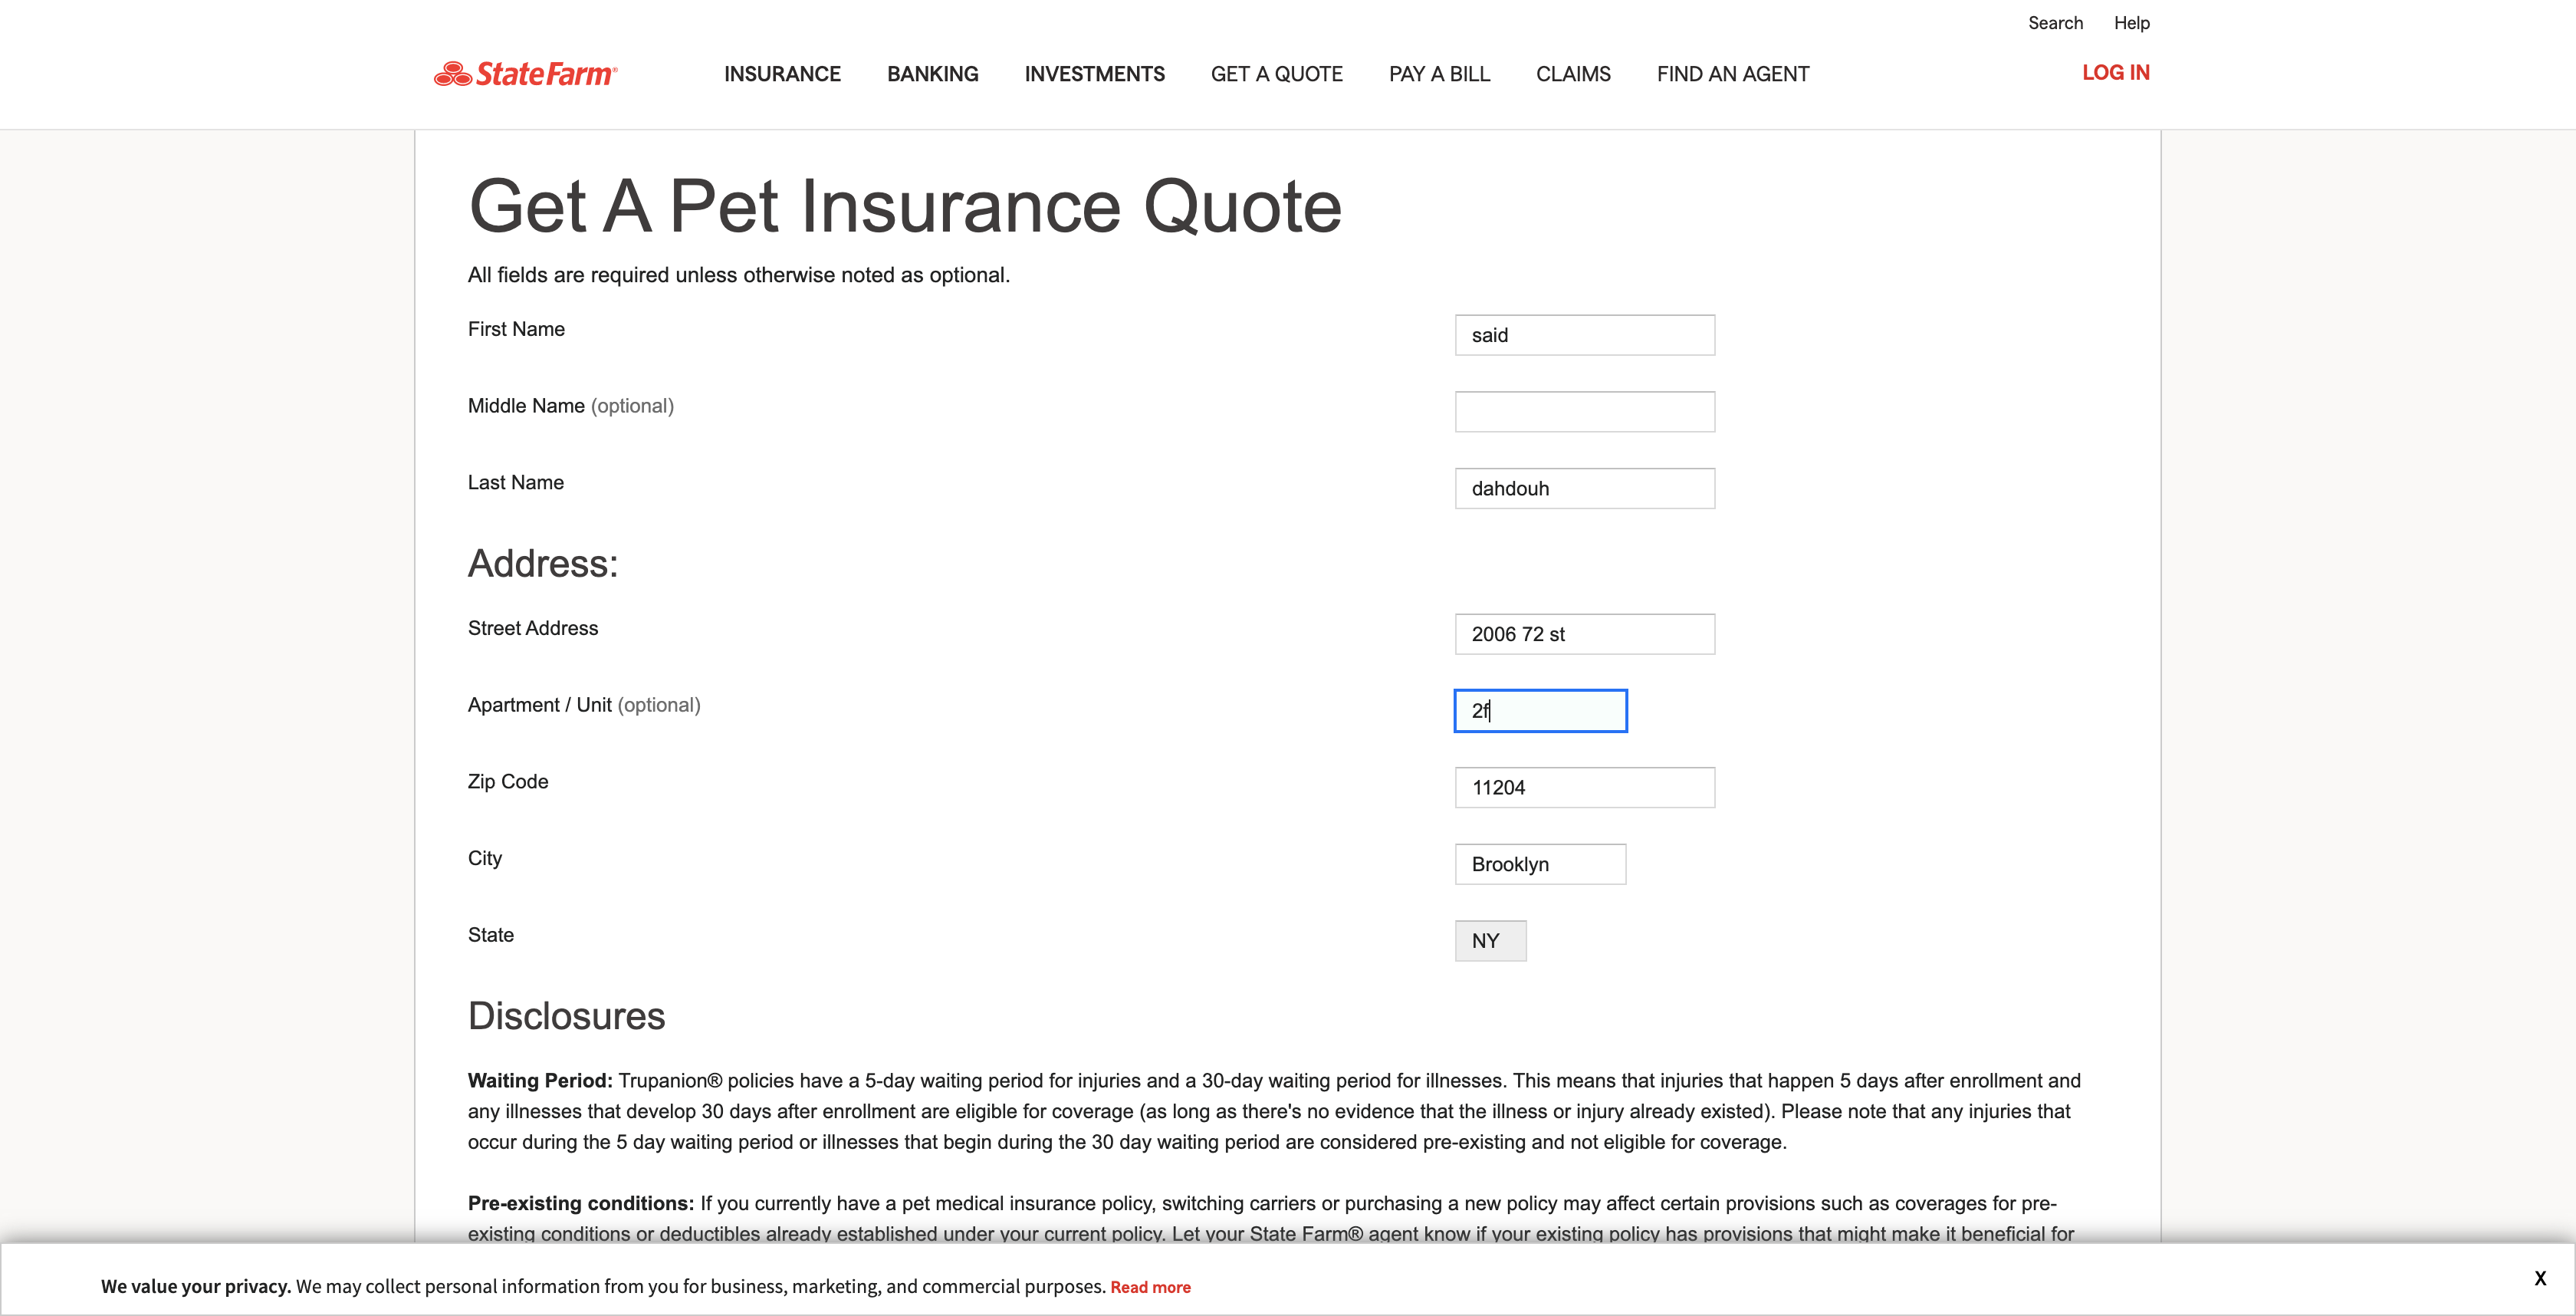 Search Help
StateFarm®
INSURANCE BANKING INVESTMENTS GET A QUOTE PAY A BILL CLAIMS FIND AN AGENT LOG IN
Get A Pet Insurance Quote
All fields are required unless otherwise noted as optional.
First Name said
Middle Name (optional)
Last Name dahdouh
Address:
Street Address 2006 72 st
Apartment / Unit (optional) 2f
Zip Code 11204
City Brooklyn
State NY
Disclosures
Waiting Period: Trupanion® policies have a 5-day waiting period for injuries and a 30-day waiting period for illnesses. This means that injuries that happen 5 days after enrollment and
any illnesses that develop 30 days after enrollment are eligible for coverage (as long as there's no evidence that the illness or injury already existed). Please note that any injuries that
occur during the 5 day waiting period or illnesses that begin during the 30 day waiting period are considered pre-existing and not eligible for coverage.
Pre-existing conditions: If you currently have a pet medical insurance policy, switching carriers or purchasing a new policy may affect certain provisions such as coverages for pre-
existing conditions or deductibles already established under your current policy. Let your State Farm® agent know if your existing policy has provisions that might make it beneficial for
We value your privacy. We may collect personal information from you for business, marketing, and commercial purposes. Read more X